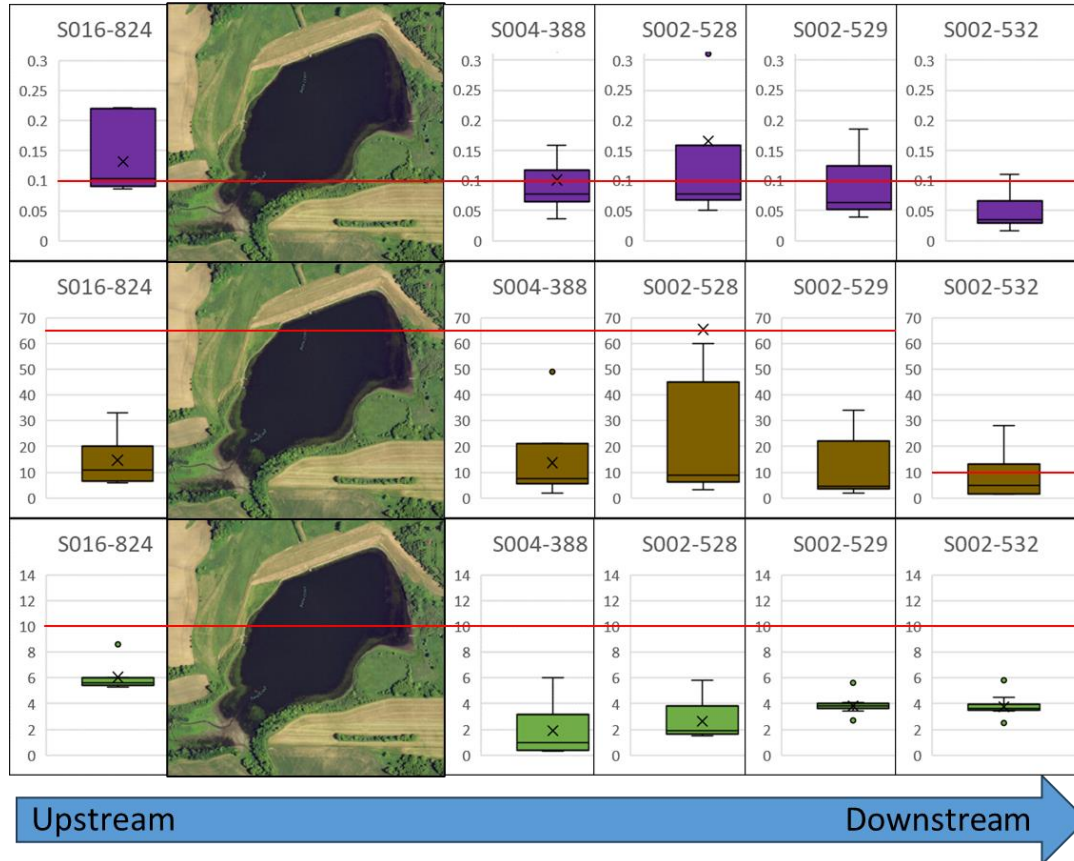 S016-824 S004-388 S002-528 S002-529 S002-532
0.3 0.3 0.3 0.3 0.3
0.25 0.25 0.25 0.25 0.25
0.2 0.2 0.2 0.2 0.2
0.15 0.15 0.15 0.15 0.15
0.1 0.1 0.1 0.1 0.1
0.05 0.05 0.05 0.05 0.05
0 0 0 0 0
S016-824 S004-388 S002-528 S002-529 S002-532
70 70 70 70 70
60 60 60 60 60
50 50 50 50 50
40 40 40 40 40
30 30 30 30 30
20 20 20 20 20
10 10 10 10 10
0 0 0 0 0
S016-824 S004-388 S002-528 S002-529 S002-532
14 14 14 14 14
12 12 12 12 12
10 10 10 10 10
8 8 8 8 8
6 6 6 6 6
4 4 4 4 4
2 2 2 2 2
0 0 0 0 0
Upstream Downstream